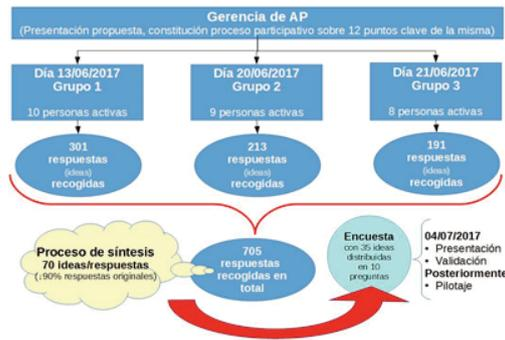 Gerencia de AP
(Presentación propuesta, constitución proceso participativo sobre 12 puntos clave de la misma)
Día 13/06/2017
Grupo 1
10 personas activas
Día 20/06/2017
Grupo 2
9 personas activas
Día 21/06/2017
Grupo 3
8 personas activas
301
respuestas
(ideas)
recogidas
213
respuestas
(ideas)
recogidas
191
respuestas
(ideas)
recogidas
Proceso de síntesis
70 ideas/respuestas
(↓90% respuestas originales)
705
respuestas
recogidas en
total
Encuesta
con 35 ideas
distribuidas
en 10
preguntas
04/07/2017
• Presentación
• Validación
Posteriormente
• Pilotaje